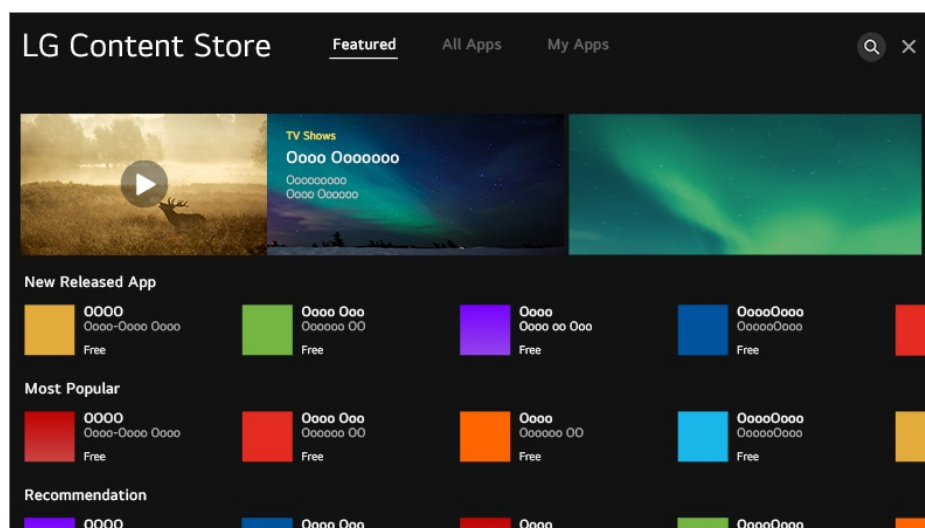 LG Content Store
Featured All Apps My Apps
TV Shows
Oooo Ooooooo
Ooooooooo
Oooo Oooooo
New Released App
OOOO Oooo Ooo Oooo OoooOooo
Oooo-Oooo Oooo Oooooo OO Oooo oo Ooo OooooOooo
Free Free Free Free
Most Popular
OOOO Oooo Ooo Oooo OoooOooo
Oooo-Oooo Oooo Oooooo OO Oooooo OO OooooOooo
Free Free Free Free
Recommendation
OOOO Oooo Ooo Oooo OoooOooo